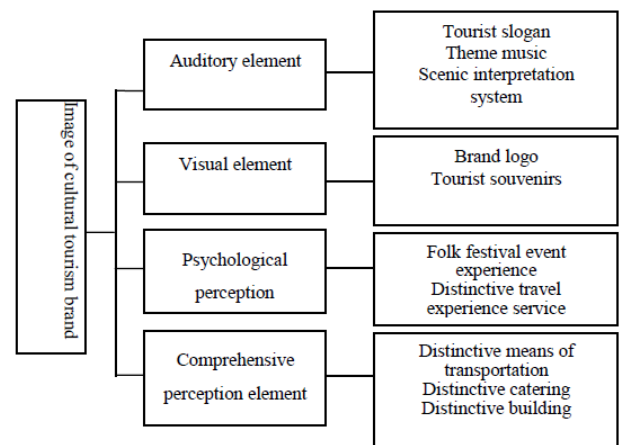 Image of cultural tourism brand
Auditory element
Tourist slogan
Theme music
Scenic interpretation
system
Visual element
Brand logo
Tourist souvenirs
Psychological
perception
Folk festival event
experience
Distinctive travel
experience service
Comprehensive
perception element
Distinctive means of
transportation
Distinctive catering
Distinctive building